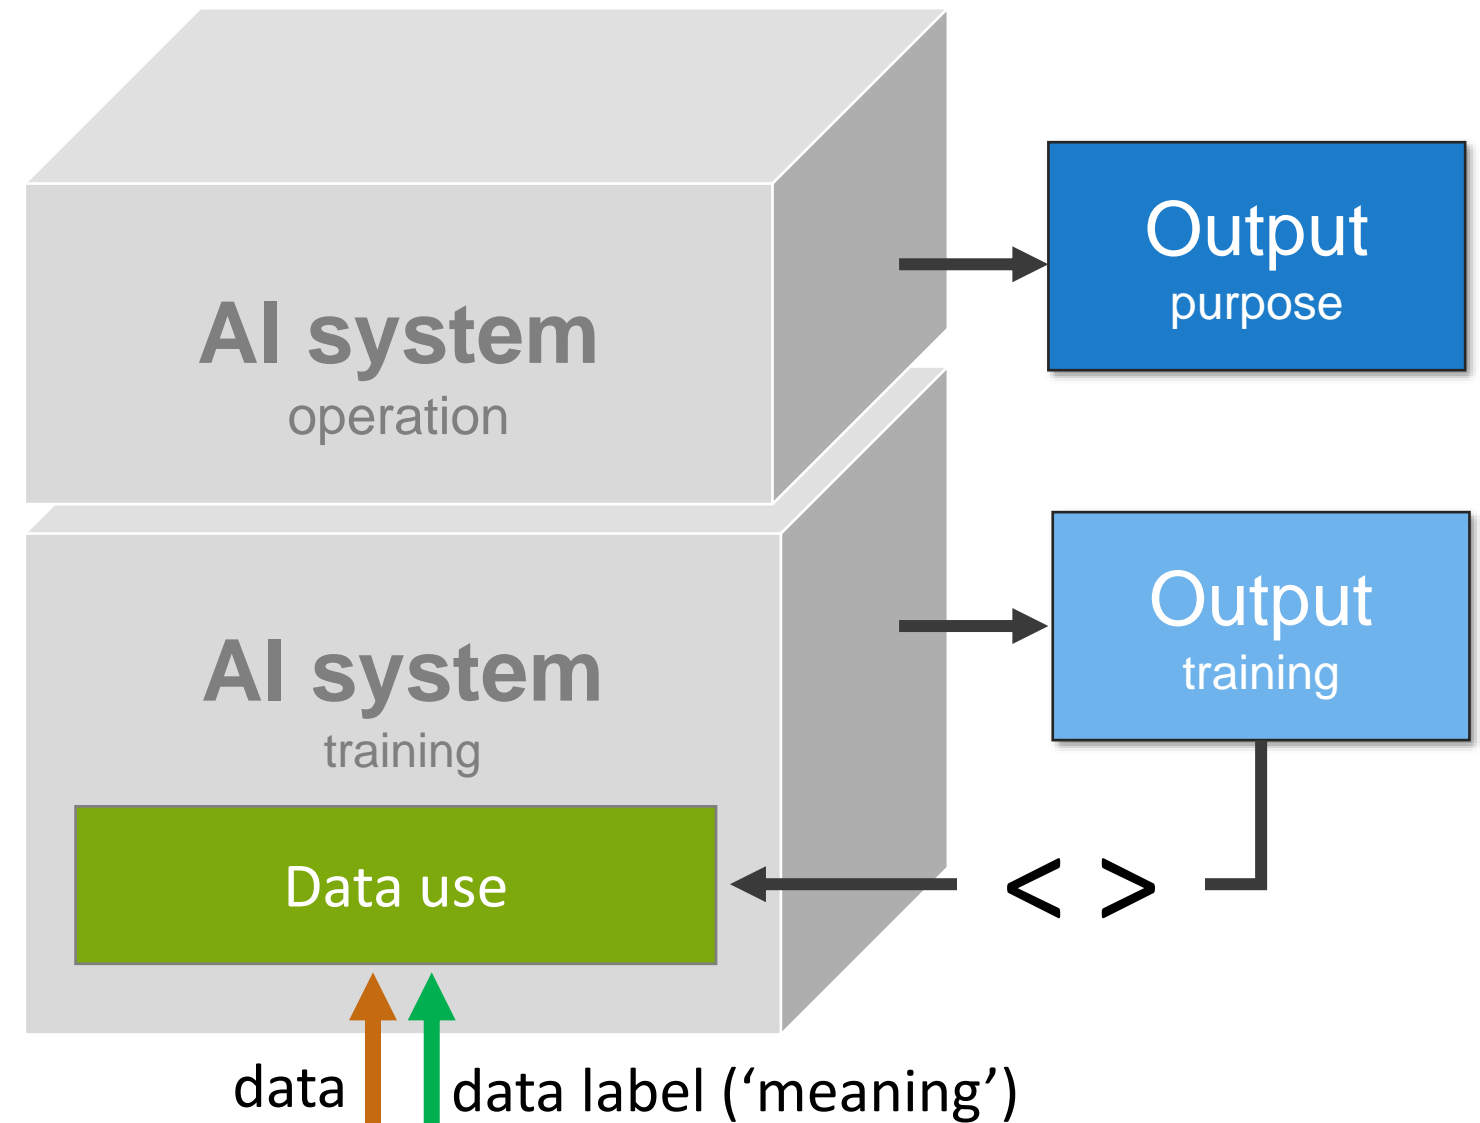 Output
purpose
AI system
operation
Output
training
AI system
training
Data use
< >
data
data label (‘meaning’)